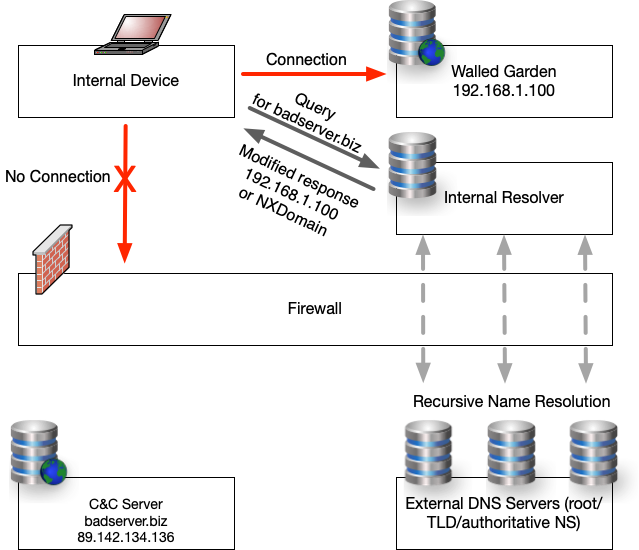 Internal Device
Connection
Walled Garden
192.168.1.100
Query
for badserver.biz
Modified response
192.168.1.100
or NXDomain
No Connection
Internal Resolver
Firewall
Recursive Name Resolution
C&C Server
badserver.biz
89.142.134.136
External DNS Servers (root/
TLD/authoritative NS)